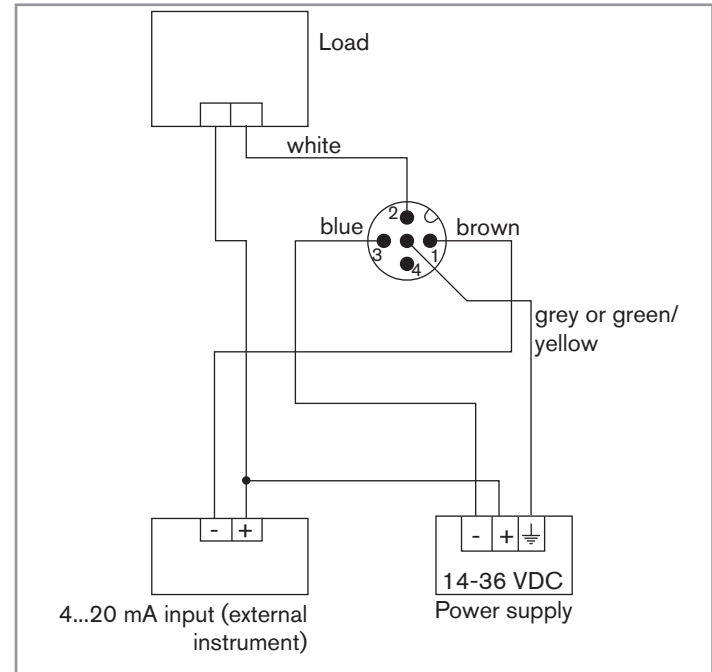 Load
white
2
blue
brown
3
1
4
grey or green/
yellow
- +
- +
14-36 VDC
4...20 mA input (external
instrument)
Power supply